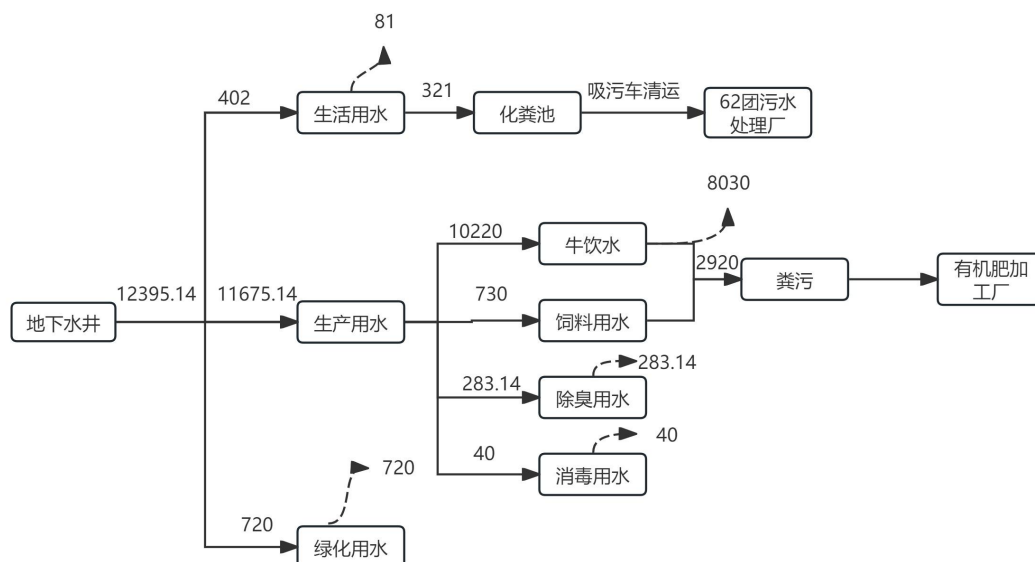 81
402
生活用水
321
化粪池
吸污车清运
62团污水
处理厂
8030
10220
牛饮水
2920
粪污
有机肥加
工厂
12395.14
11675.14
地下水井
生产用水
730
饲料用水
283.14
283.14
除臭用水
40
40
消毒用水
720
720
绿化用水